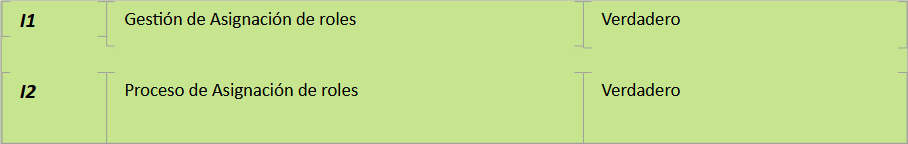 I1 Gestión de Asignación de roles Verdadero
I2 Proceso de Asignación de roles Verdadero